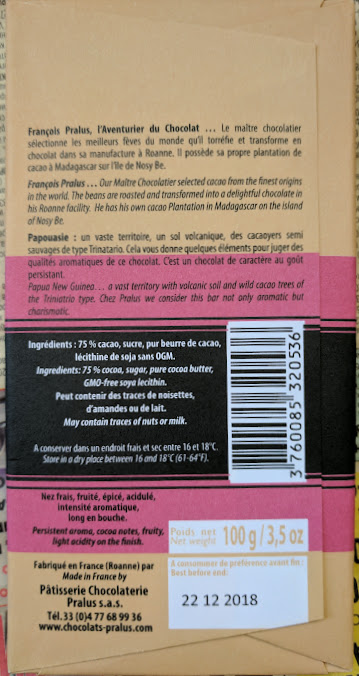 François Pralus, l'Aventurier du Chocolat ... Le maître chocolatier
sélectionne les meilleurs fèves du monde qu'il torréfie et transforme en
chocolat dans sa manufacture à Roanne. Il possède sa propre plantation de
cacao à Madagascar sur l'île de Nosy Be.
François Pralus ... Our Maître Chocolatier selected cacao from the finest origins
in the world. The beans are roasted and transformed into a delightful chocolate in
his Roanne facility. He has his own cacao Plantation in Madagascar on the island
of Nosy Be.
Papouasie : un vaste territoire, un sol volcanique, des cacaoyers semi
sauvages de type Trinatario. Cela vous donne quelques éléments pour juger des
qualités aromatiques de ce chocolat. C'est un chocolat de caractère au goût
persistant.
Papua New Guinea... a vast territory with volcanic soil and wild cacao trees of
the Triniatrio type. Chez Pralus we consider this bar not only aromatic but
charismatic.
Ingrédients : 75 % cacao, sucre, pur beurre de cacao,
lécithine de soja sans OGM.
Ingredients: 75 % cocoa, sugar, pure cocoa butter,
GMO-free soya lecithin.
Peut contenir des traces de noisettes,
d'amandes ou de lait.
May contain traces of nuts or milk.
A conserver dans un endroit frais et sec entre 16 et 18°C.
Store in a dry place between 16 and 18°C (61-64°F).
3 760085 320536
Nez frais, fruité, épicé, acidulé,
intensité aromatique,
long en bouche.
Persistent aroma, cocoa notes, fruity,
light acidity on the finish.
Poids net
Net weight 100 g / 3,5 oz
A consommer de préférence avant fin :
Best before end:
22 12 2018
Fabriqué en France (Roanne) par
Made in France by
Pâtisserie Chocolaterie
Pralus s.a.s.
Tél.33 (0)4 77 68 99 36
www.chocolats-pralus.com